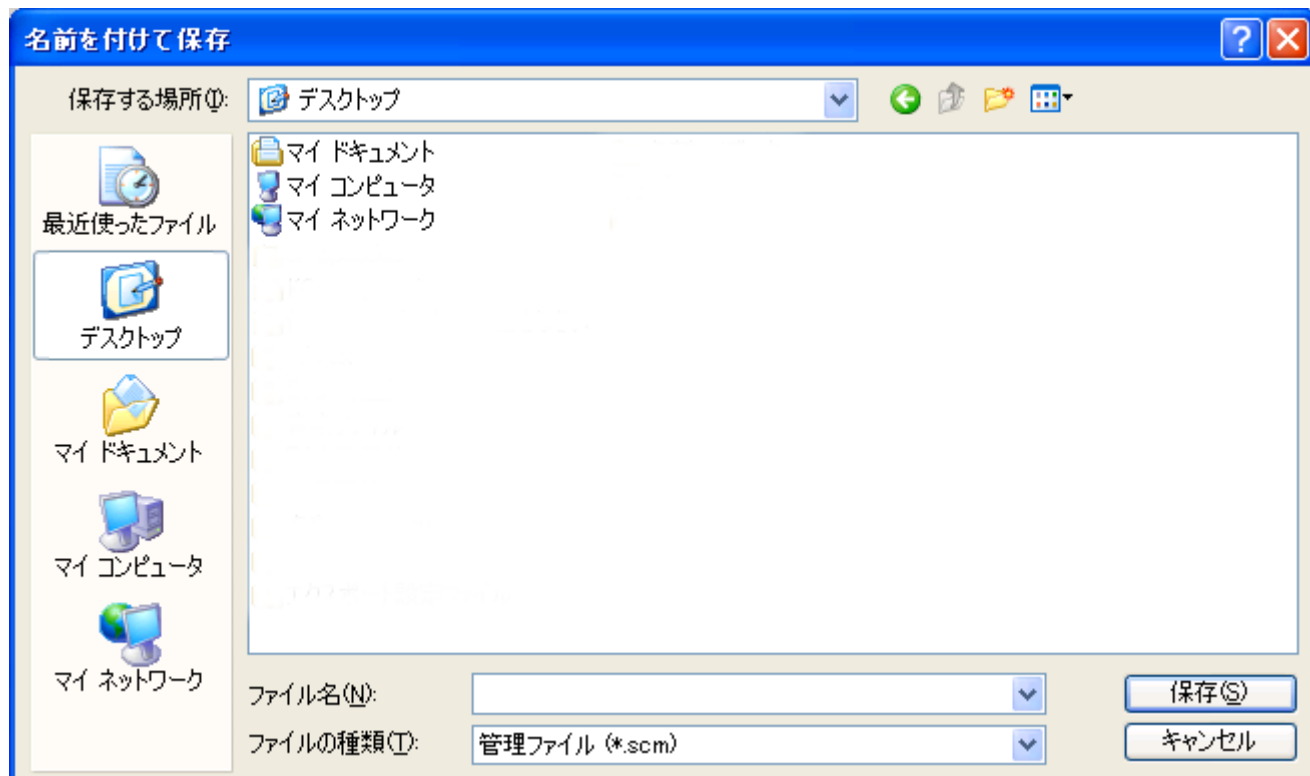 名前を付けて保存
保存する場所(I): デスクトップ
最近使ったファイル
デスクトップ
マイ ドキュメント
マイ コンピュータ
マイ ネットワーク
マイ ドキュメント
マイ コンピュータ
マイ ネットワーク
ファイル名(N): 保存(S)
ファイルの種類(T): 管理ファイル (*.scm) キャンセル